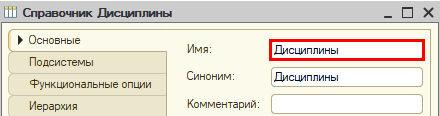 Справочник Дисциплины
Основные
Подсистемы
Функциональные опции
Иерархия
Имя: Дисциплины
Синоним: Дисциплины
Комментарий: